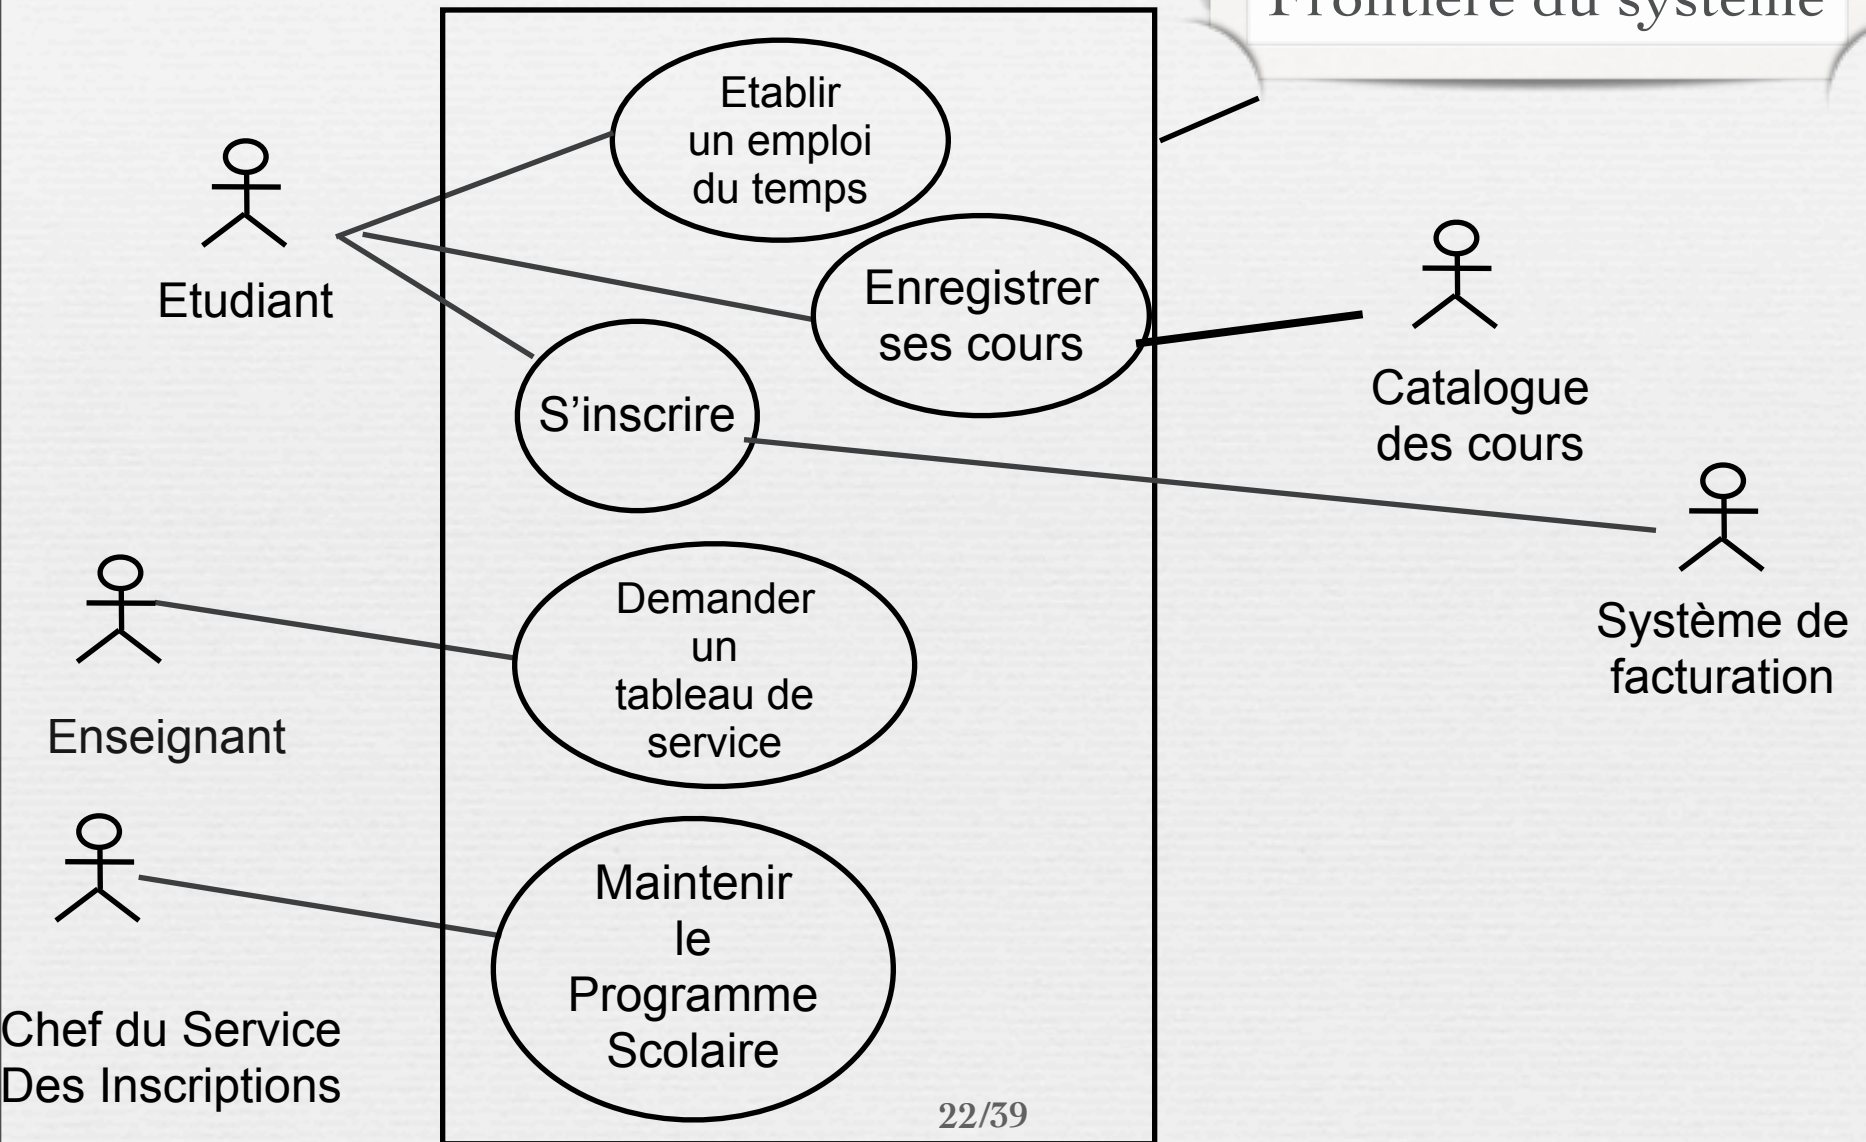 Frontière du système
Etablir
un emploi
du temps
Etudiant
Enregistrer
ses cours
S’inscrire
Catalogue
des cours
Système de
facturation
Demander
un
tableau de
service
Enseignant
Maintenir
le
Programme
Scolaire
Chef du Service
Des Inscriptions
22/39